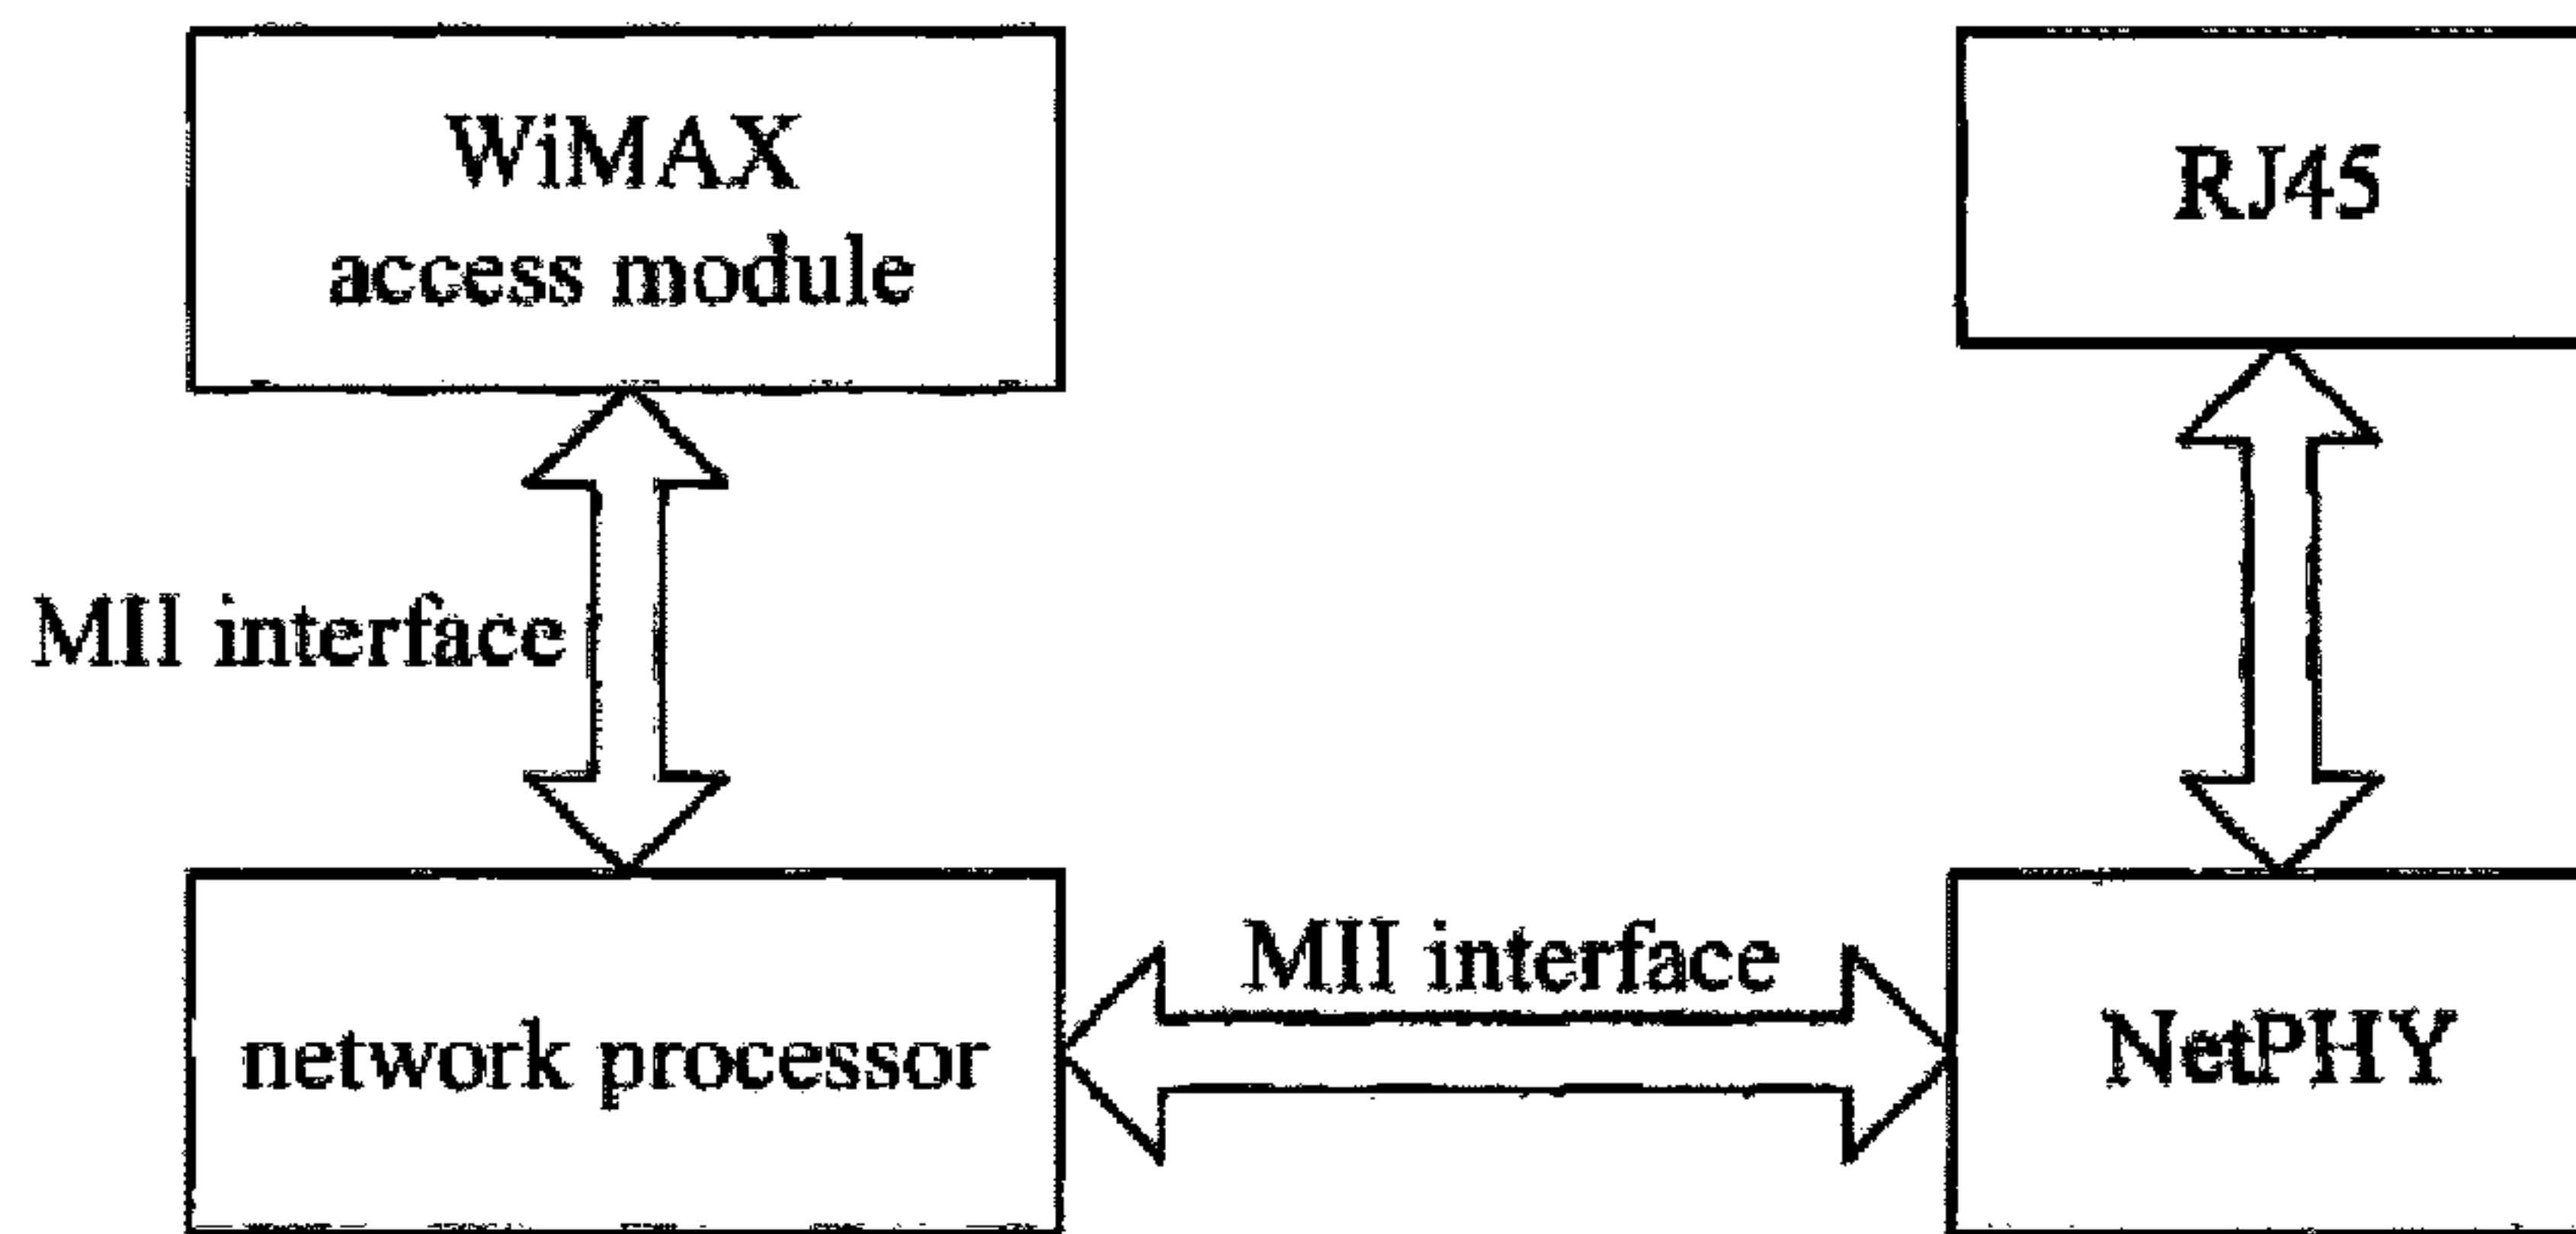 WiMAX
access module
RJ45
MII interface
MII interface
network processor
NetPHY